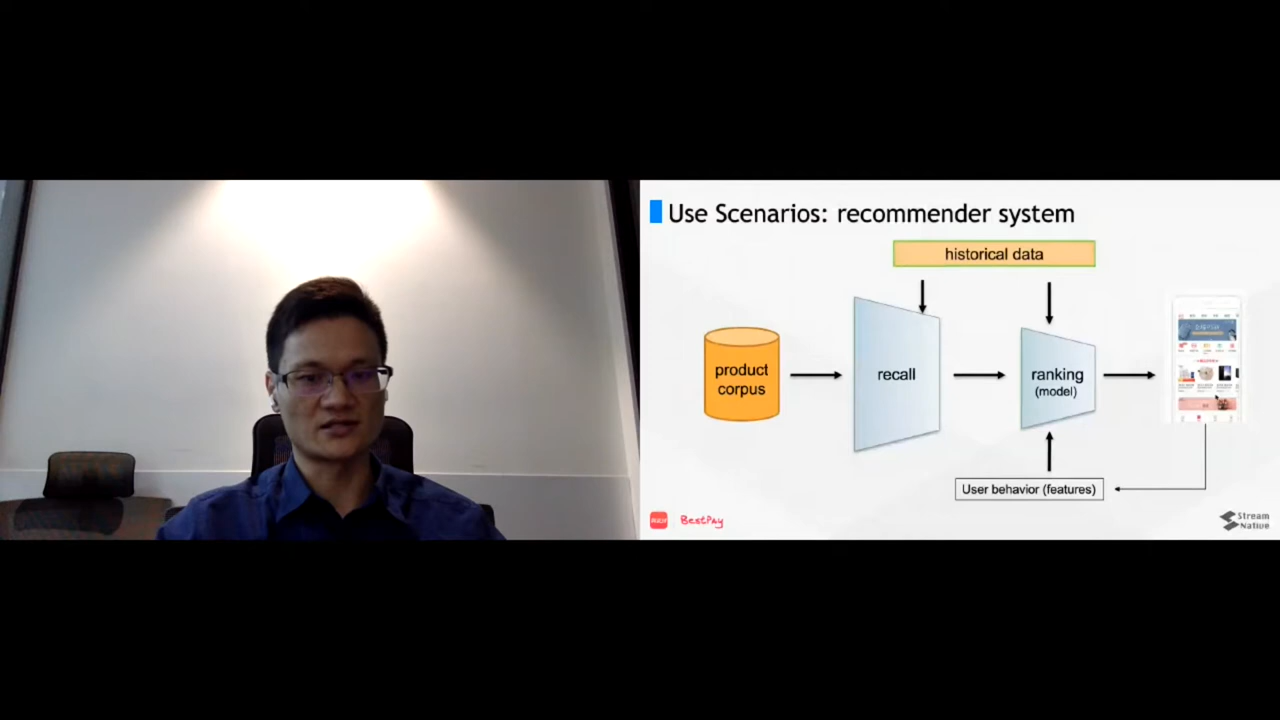 Use Scenarios: recommender system
historical data
product
corpus
recall
ranking
(model)
User behavior (features)
BestPay
Stream
Native